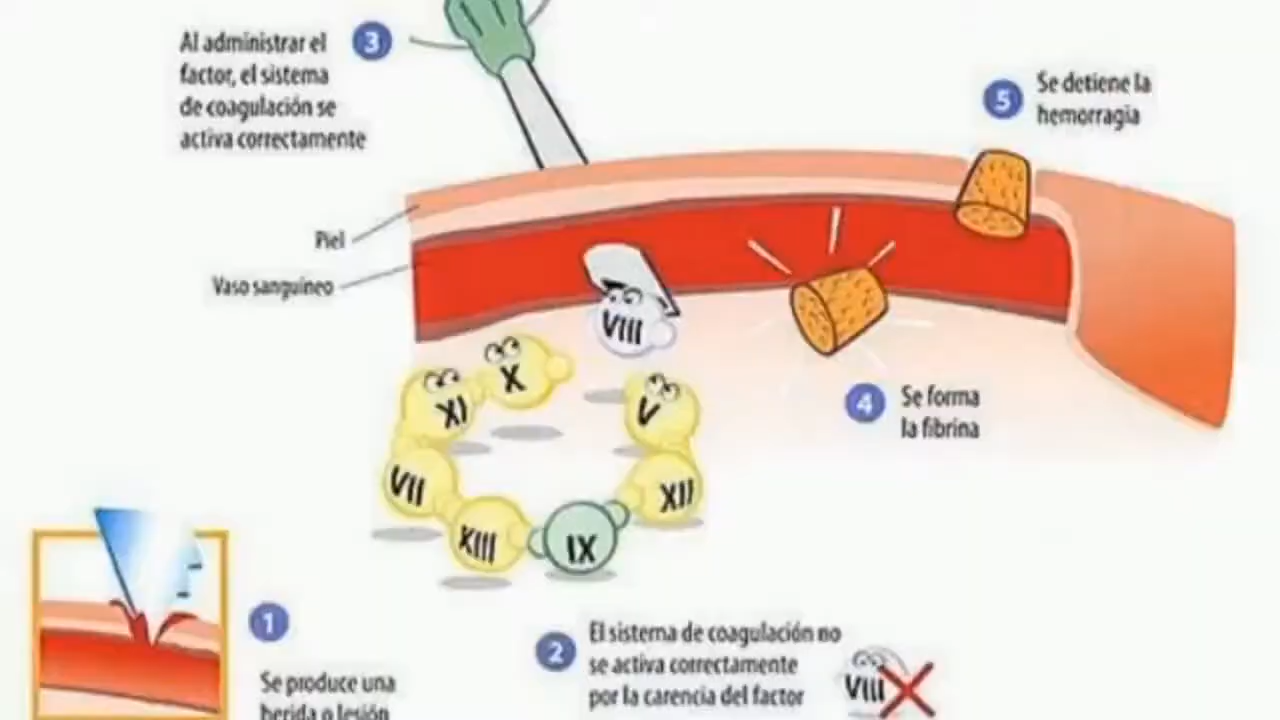 3
Al administrar el
factor, el sistema
de coagulación se
activa correctamente
5
Se detiene la
hemorragia
Piel
Vaso sanguíneo
VIII
X
XI
V
VII
XII
XIII
IX
4
Se forma
la fibrina
1
Se produce una
herida o lesión
2
El sistema de coagulación no
se activa correctamente
por la carencia del factor
VIII